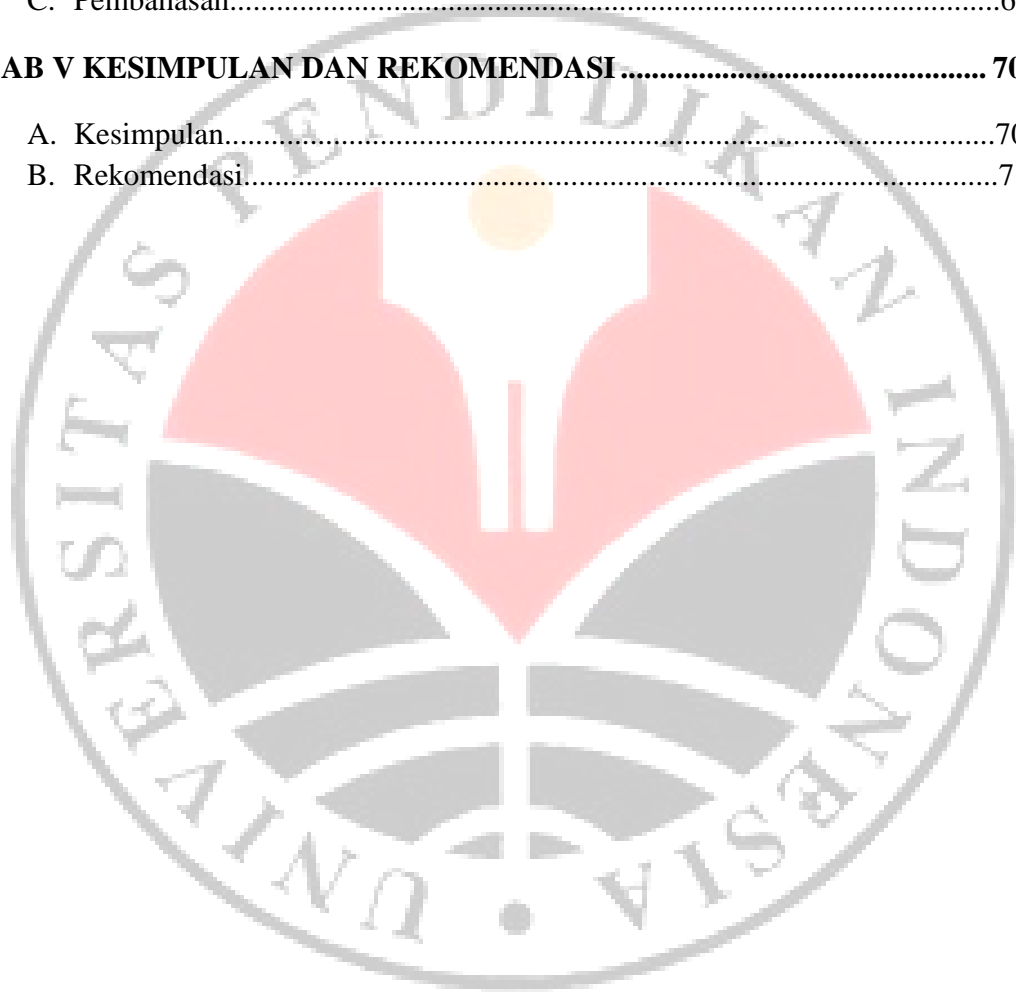 C. Pembahasan....................................................................................................6
AB V KESIMPULAN DAN REKOMENDASI ............................................... 70
A. Kesimpulan....................................................................................................70
B. Rekomendasi..................................................................................................7
UNIVERSITAS PENDIDIKAN INDONESIA